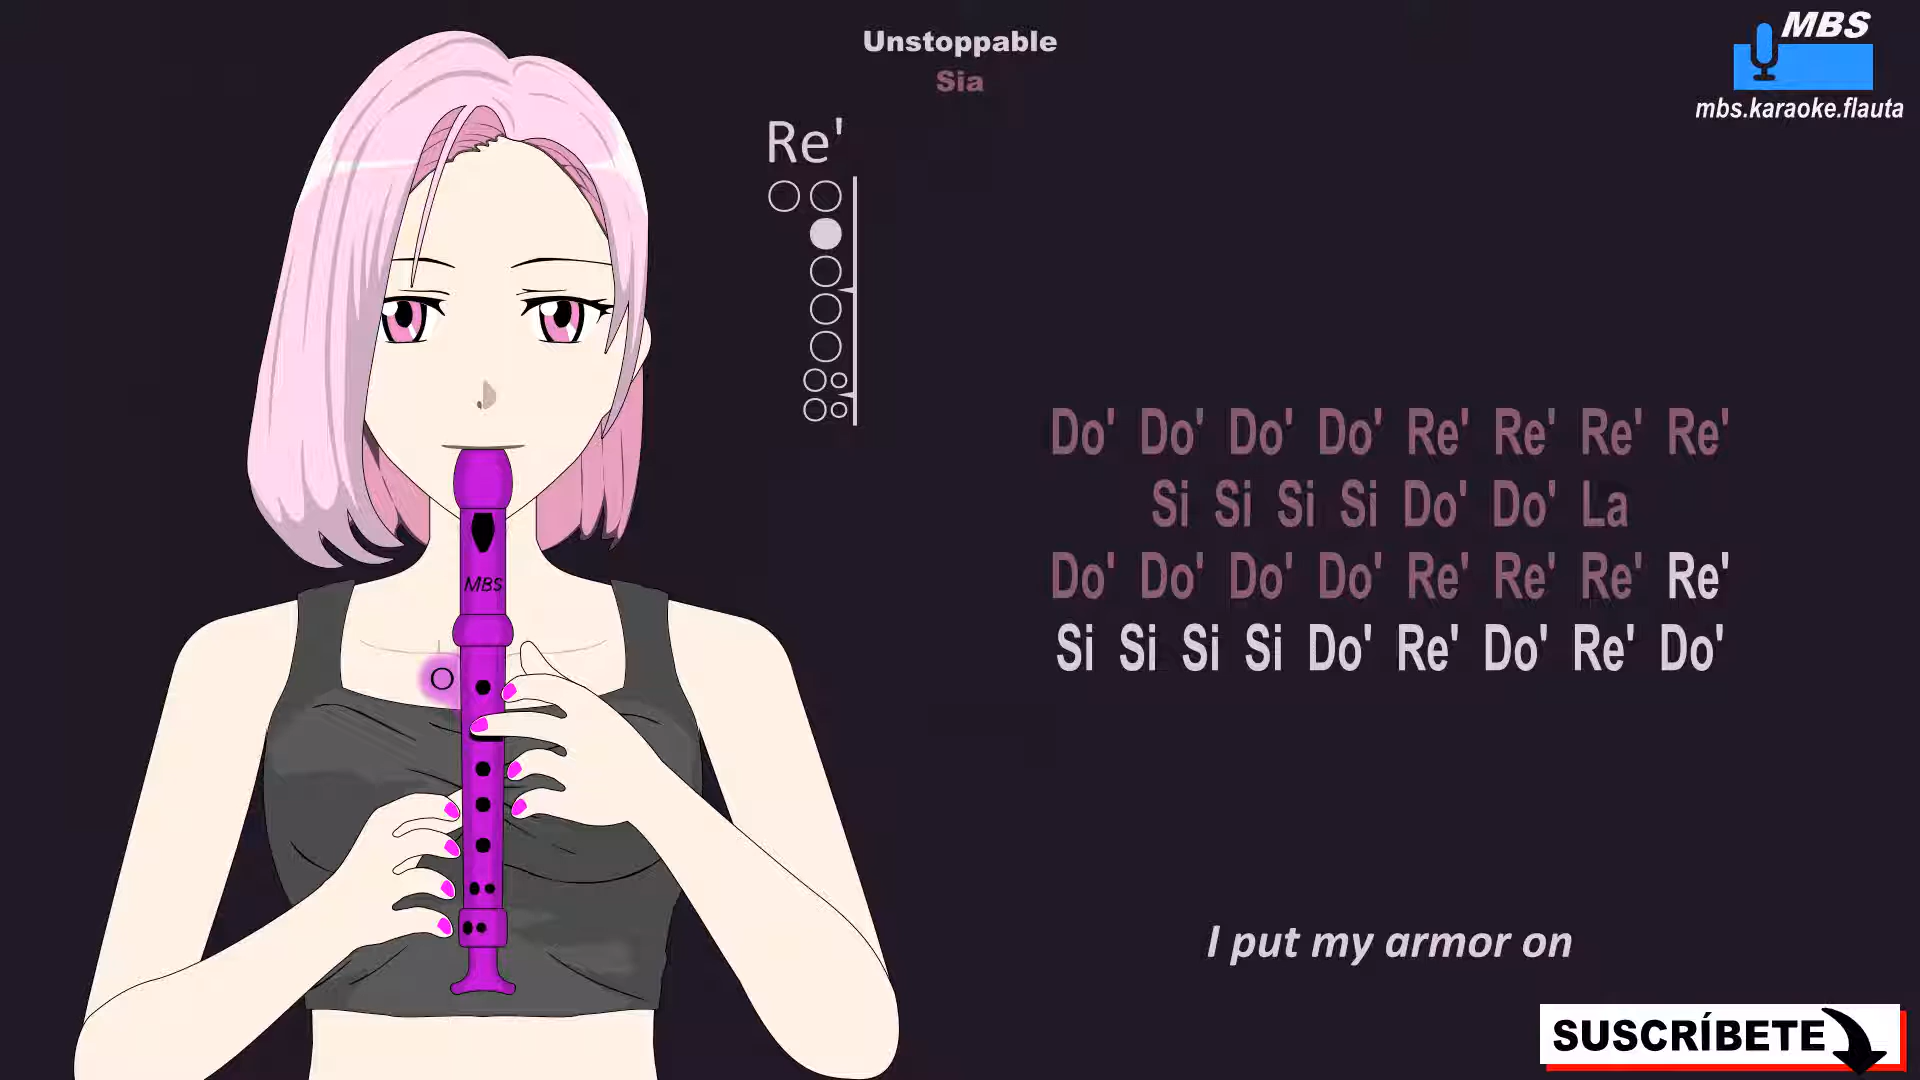 Unstoppable
Sia
MBS
mbs.karaoke.flauta
Re'
Do' Do' Do' Do' Re' Re' Re' Re'
Si Si Si Si Do' Do' La
Do' Do' Do' Do' Re' Re' Re' Re'
Si Si Si Si Do' Re' Do' Re' Do'
MBS
I put my armor on
SUSCRÍBETE